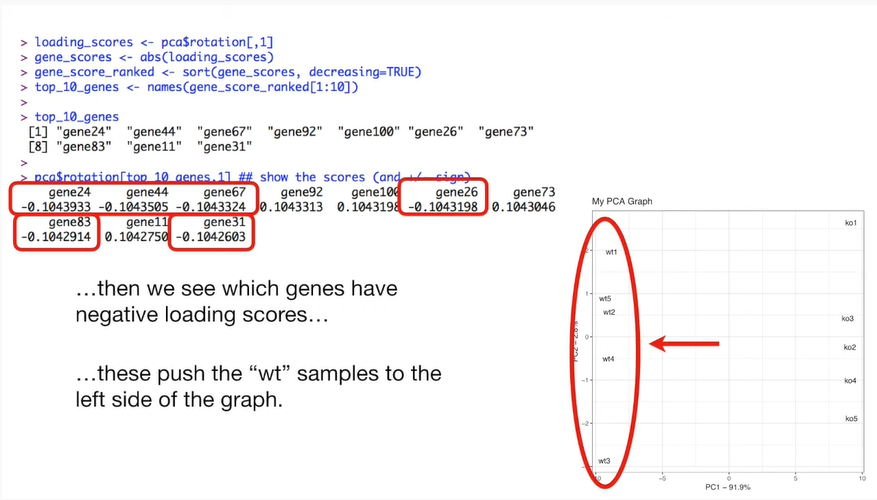 > loading_scores <- pca$rotation[,1]
> gene_scores <- abs(loading_scores)
> gene_score_ranked <- sort(gene_scores, decreasing=TRUE)
> top_10_genes <- names(gene_score_ranked[1:10])
>
> top_10_genes
[1] "gene24" "gene44" "gene67" "gene92" "gene100" "gene26" "gene73"
[8] "gene83" "gene11" "gene31"
>
> pca$rotation[top_10_genes,1] ## show the scores (and +/- sign)
gene24 gene44 gene67 gene92 gene100 gene26 gene73
-0.1043933 -0.1043505 -0.1043324 0.1043313 0.1043198 -0.1043198 0.1043046
gene83 gene11 gene31
-0.1042914 0.1042750 -0.1042603
…then we see which genes have
negative loading scores…
…these push the “wt” samples to the
left side of the graph.
My PCA Graph
ko1
wt1
wt5
wt2
ko3
ko2
wt4
ko4
ko5
wt3
1
0
-1
-2
PC2 - 2.8%
-5
0
5
10
PC1 - 91.9%